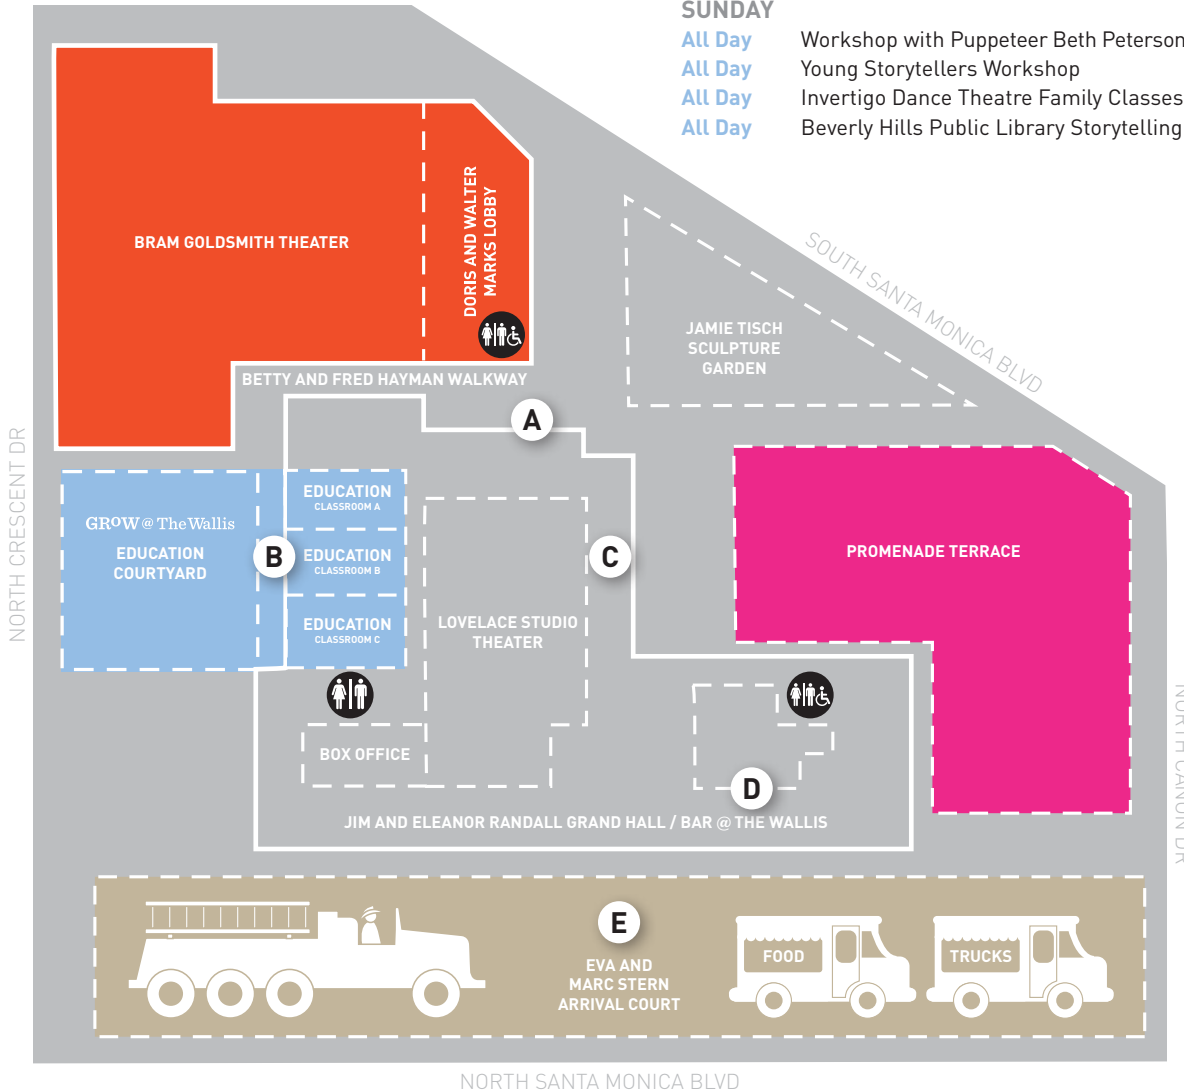 SUNDAY
All Day Workshop with Puppeteer Beth Peterson
All Day Young Storytellers Workshop
All Day Invertigo Dance Theatre Family Classes
All Day Beverly Hills Public Library Storytelling
BRAM GOLDSMITH THEATER
DORIS AND WALTER
MARKS LOBBY
SOUTH SANTA MONICA BLVD
JAMIE TISCH
SCULPTURE
GARDEN
BETTY AND FRED HAYMAN WALKWAY
A
NORTH CRESCENT DR
GROW @ The Wallis
EDUCATION
COURTYARD
B
EDUCATION
CLASSROOM A
EDUCATION
CLASSROOM B
EDUCATION
CLASSROOM C
C
LOVELACE STUDIO
THEATER
PROMENADE TERRACE
BOX OFFICE
D
JIM AND ELEANOR RANDALL GRAND HALL / BAR @ THE WALLIS
NORTH CANON DR
E
EVA AND
MARC STERN
ARRIVAL COURT
FOOD
TRUCKS
NORTH SANTA MONICA BLVD